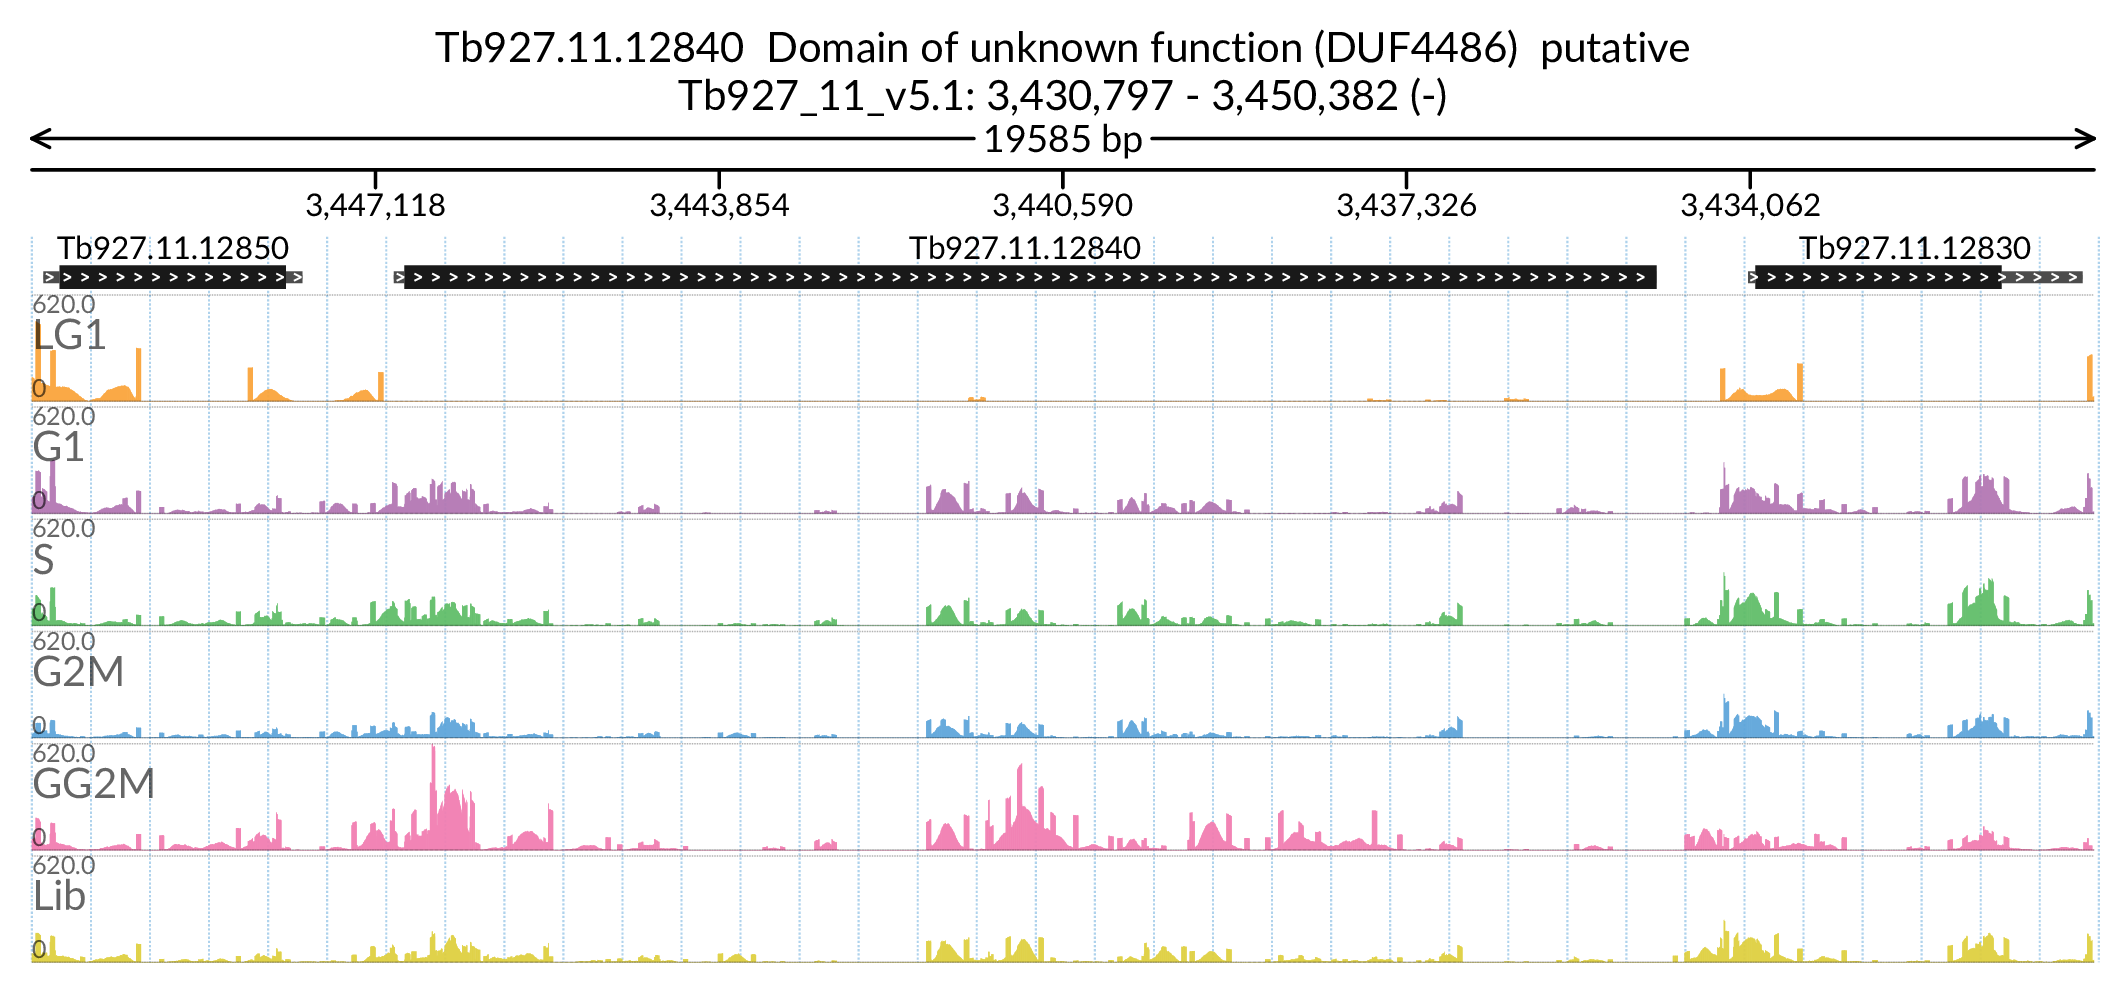 Tb927.11.12840  Domain of unknown function (DUF4486)  putative
Tb927_11_v5.1: 3,430,797 - 3,450,382 (-)
19585 bp
3,447,118 3,443,854 3,440,590 3,437,326 3,434,062
Tb927.11.12850 Tb927.11.12840 Tb927.11.12830
620.0
LG1
0
620.0
G1
0
620.0
S
0
620.0
G2M
0
620.0
GG2M
0
620.0
Lib
0